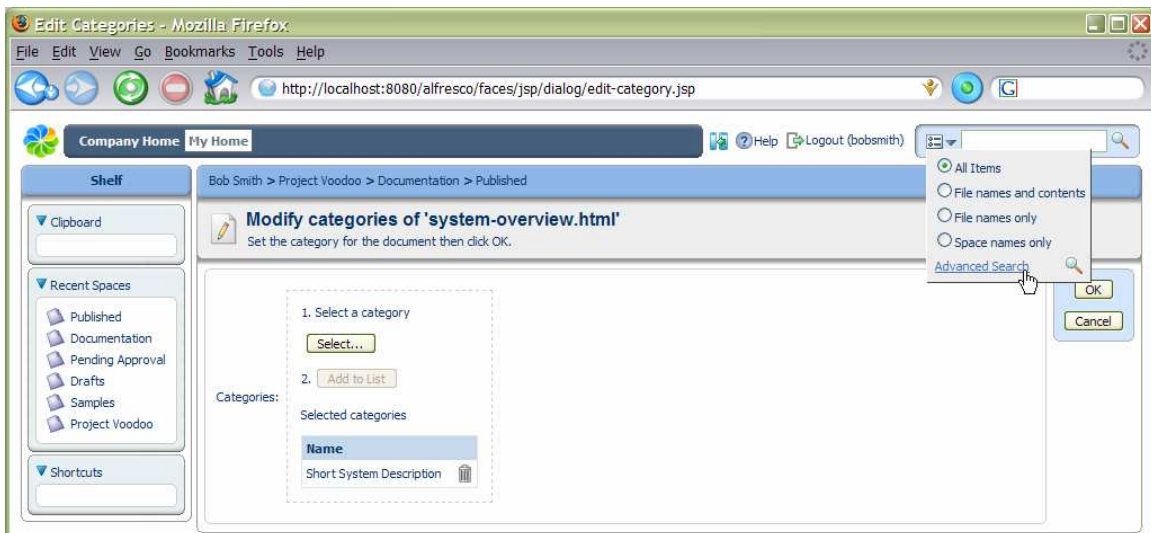 Edit Categories - Mozilla Firefox
File Edit View Go Bookmarks Tools Help
http://localhost:8080/alfresco/faces/jsp/dialog/edit-category.jsp
G
Company Home My Home
Help Logout (bobsmith)
All Items
File names and contents
File names only
Space names only
Advanced Search
Shelf
Clipboard
Recent Spaces
Published
Documentation
Pending Approval
Drafts
Samples
Project Voodoo
Shortcuts
Bob Smith > Project Voodoo > Documentation > Published
Modify categories of 'system-overview.html'
Set the category for the document then click OK.
Categories:
1. Select a category
Select...
2. Add to List
Selected categories
Name
Short System Description
OK
Cancel